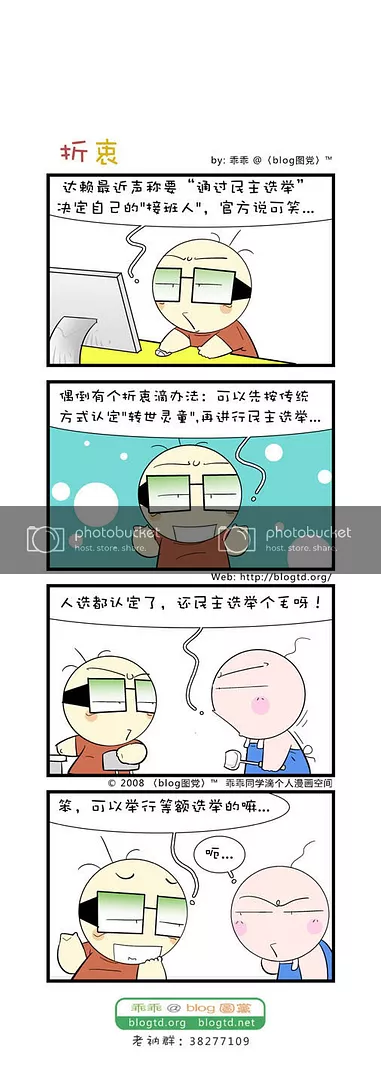 折衷
by: 乖乖 @〈blog图党〉™
达赖最近声称要“通过民主选举”
决定自己的"接班人"，官方说可笑...
偶倒有个折衷滴办法：可以先按传统
方式认定"转世灵童",再进行民主选举...
photobucket
host. store. share.
photobucket
host. store. share.
Web: http://blogtd.org/
人选都认定了，还民主选举个毛呀！
© 2008 〈blog图党〉™ 乖乖同学滴个人漫画空间
笨，可以举行等额选举的嘛...
呃...
乖乖 @ blog 图党
blogtd.org blogtd.net
老衲群：38277109